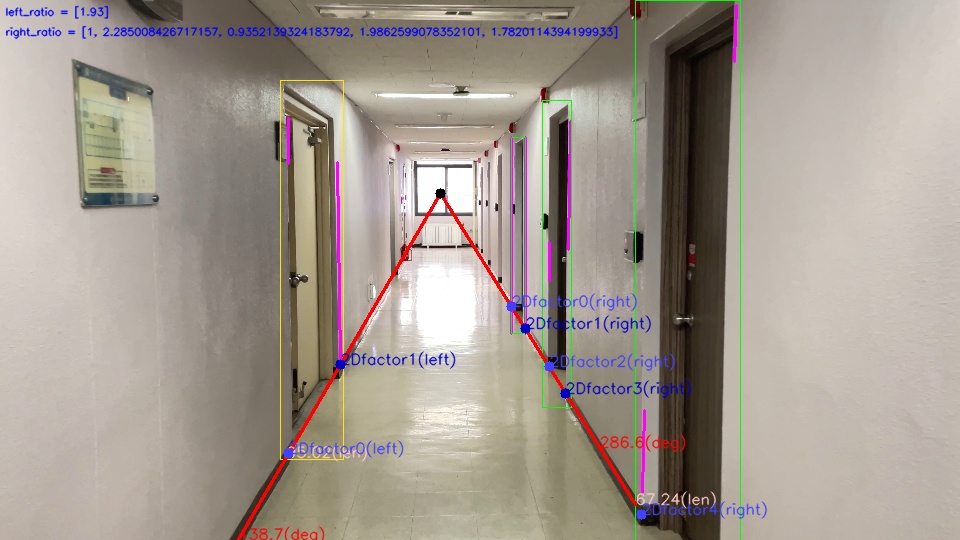 left_ratio = [1.93]
right_ratio = [1, 2.285008426717157, 0.9352139324183792, 1.9862599078352101, 1.7820114394199933]
2Dfactor0(right)
2Dfactor1(right)
2Dfactor1(left)
2Dfactor2(right)
2Dfactor3(right)
286.6(deg)
2Dfactor0(left)
67.24(len)
2Dfactor4(right)
38.7(deg)